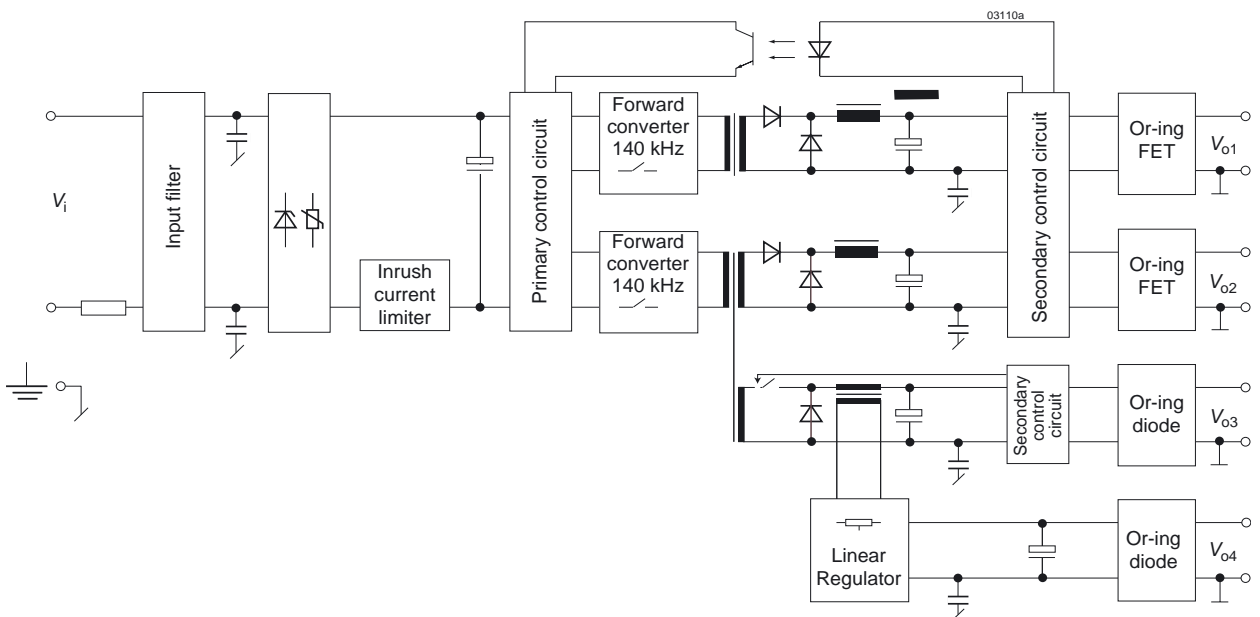 03110a
Vi
Input filter
Inrush
current
limiter
Primary control circuit
Forward
converter
140 kHz
Forward
converter
140 kHz
Secondary control circuit
Or-ing
FET
Vo1
Or-ing
FET
Vo2
Secondary
control
circuit
Or-ing
diode
Vo3
Linear
Regulator
Or-ing
diode
Vo4